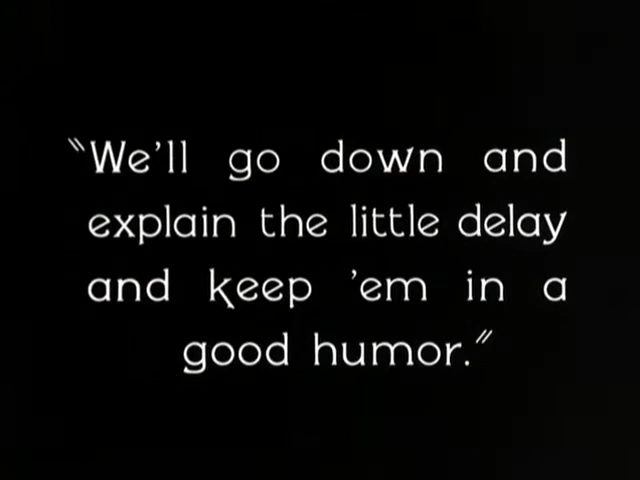 "We'll go down and
explain the little delay
and keep 'em in a
good humor."